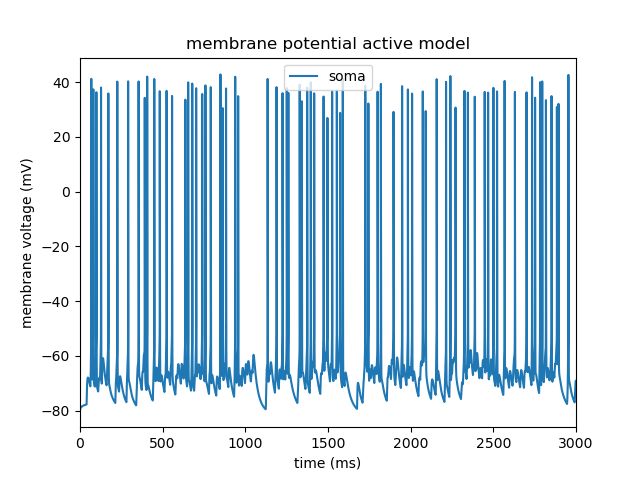 membrane potential active model
soma
membrane voltage (mV)
40
20
0
−20
−40
−60
−80
0 500 1000 1500 2000 2500 3000
time (ms)